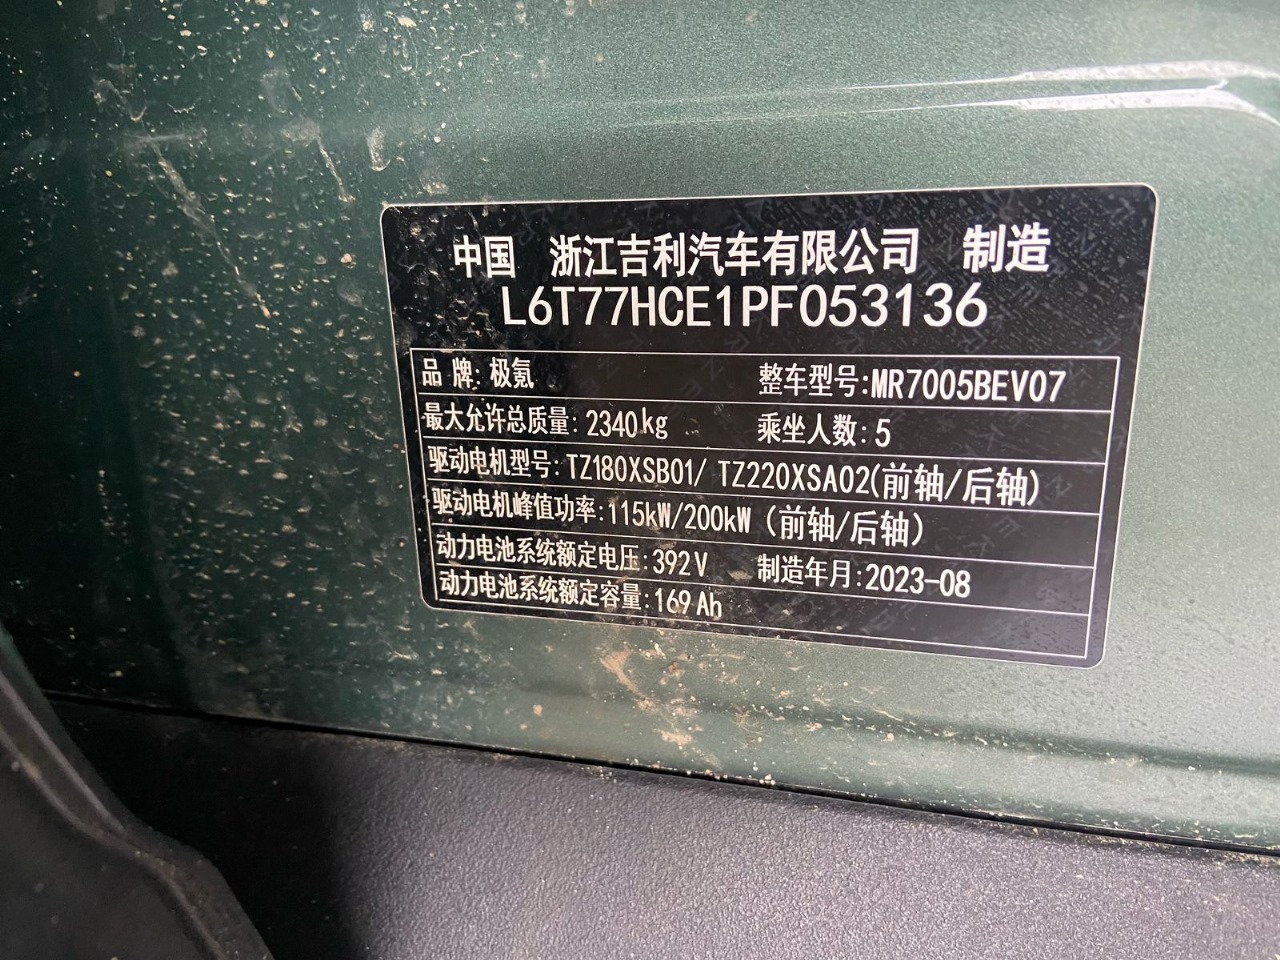 中国 浙江吉利汽车有限公司 制造
L6T77HCE1PF053136
品 牌: 极氪 整车型号:MR7005BEV07
最大允许总质量: 2340kg 乘坐人数: 5
驱动电机型号: TZ180XSB01/ TZ220XSA02(前轴/后轴)
驱动电机峰值功率:115kW/200kW (前轴/后轴)
动力电池系统额定电压:392V 制造年月:2023-08
动力电池系统额定容量:169Ah